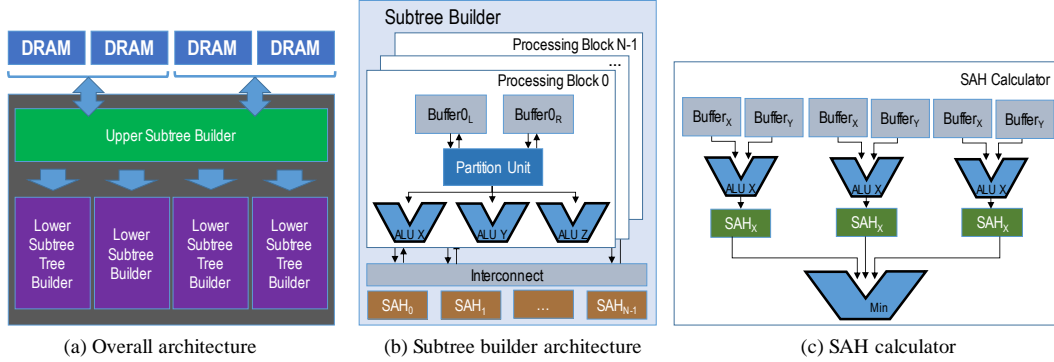 DRAM DRAM DRAM DRAM
Upper Subtree Builder
Lower
Subtree
Tree
Builder
Lower
Subtree
Builder
Lower
Subtree
Tree
Builder
Lower
Subtree
Tree
Builder
(a) Overall architecture
Subtree Builder
Processing Block N-1
...
Processing Block 0
Buffer0L Buffer0R
Partition Unit
ALU X ALU Y ALU Z
Interconnect
SAH0 SAH1 ... SAHN-1
(b) Subtree builder architecture
SAH Calculator
BufferX BufferY BufferX BufferY BufferX BufferY
ALU X ALU X ALU X
SAHX SAHX SAHX
Min
(c) SAH calculator